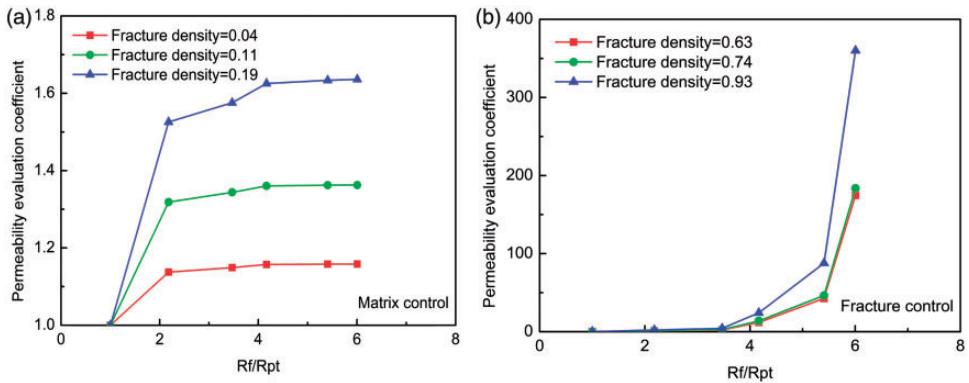 (a)
1.8
1.6
1.4
1.2
1.0
Permeability evaluation coefficient
Fracture density=0.04
Fracture density=0.11
Fracture density=0.19
Matrix control
0 2 4 6 8
Rf/Rpt
(b)
400
300
200
100
0
Permeability evaluation coefficient
Fracture density=0.63
Fracture density=0.74
Fracture density=0.93
Fracture control
0 2 4 6 8
Rf/Rpt